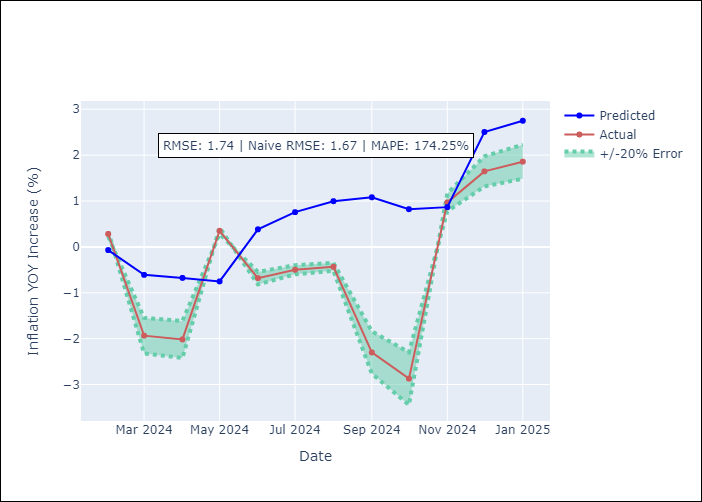 RMSE: 1.74 | Naive RMSE: 1.67 | MAPE: 174.25%
Predicted
Actual
+/-20% Error
Inflation YOY Increase (%)
3
2
1
0
−1
−2
−3
Mar 2024 May 2024 Jul 2024 Sep 2024 Nov 2024 Jan 2025
Date